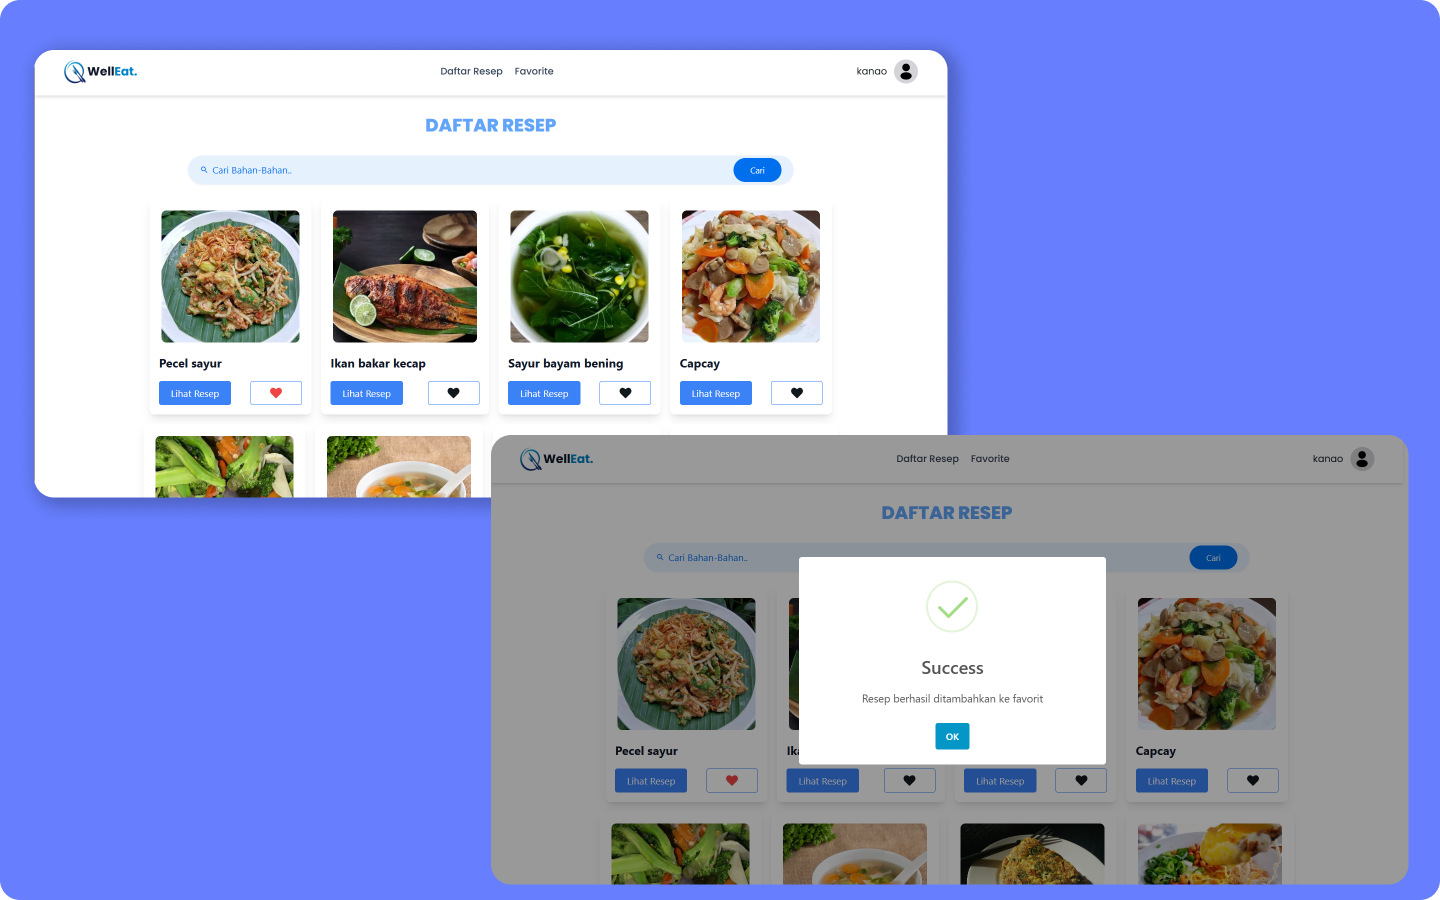 WellEat.
Daftar Resep Favorite
kanao
DAFTAR RESEP
Cari Bahan-Bahan..
Cari
Pecel sayur
Ikan bakar kecap
Sayur bayam bening
Capcay
Lihat Resep
Lihat Resep
Lihat Resep
Lihat Resep
WellEat.
Daftar Resep Favorite
kanao
DAFTAR RESEP
Cari Bahan-Bahan..
Cari
Success
Resep berhasil ditambahkan ke favorit
OK
Pecel sayur
Ika
Capcay
Lihat Resep
Lihat Resep
Lihat Resep
Lihat Resep